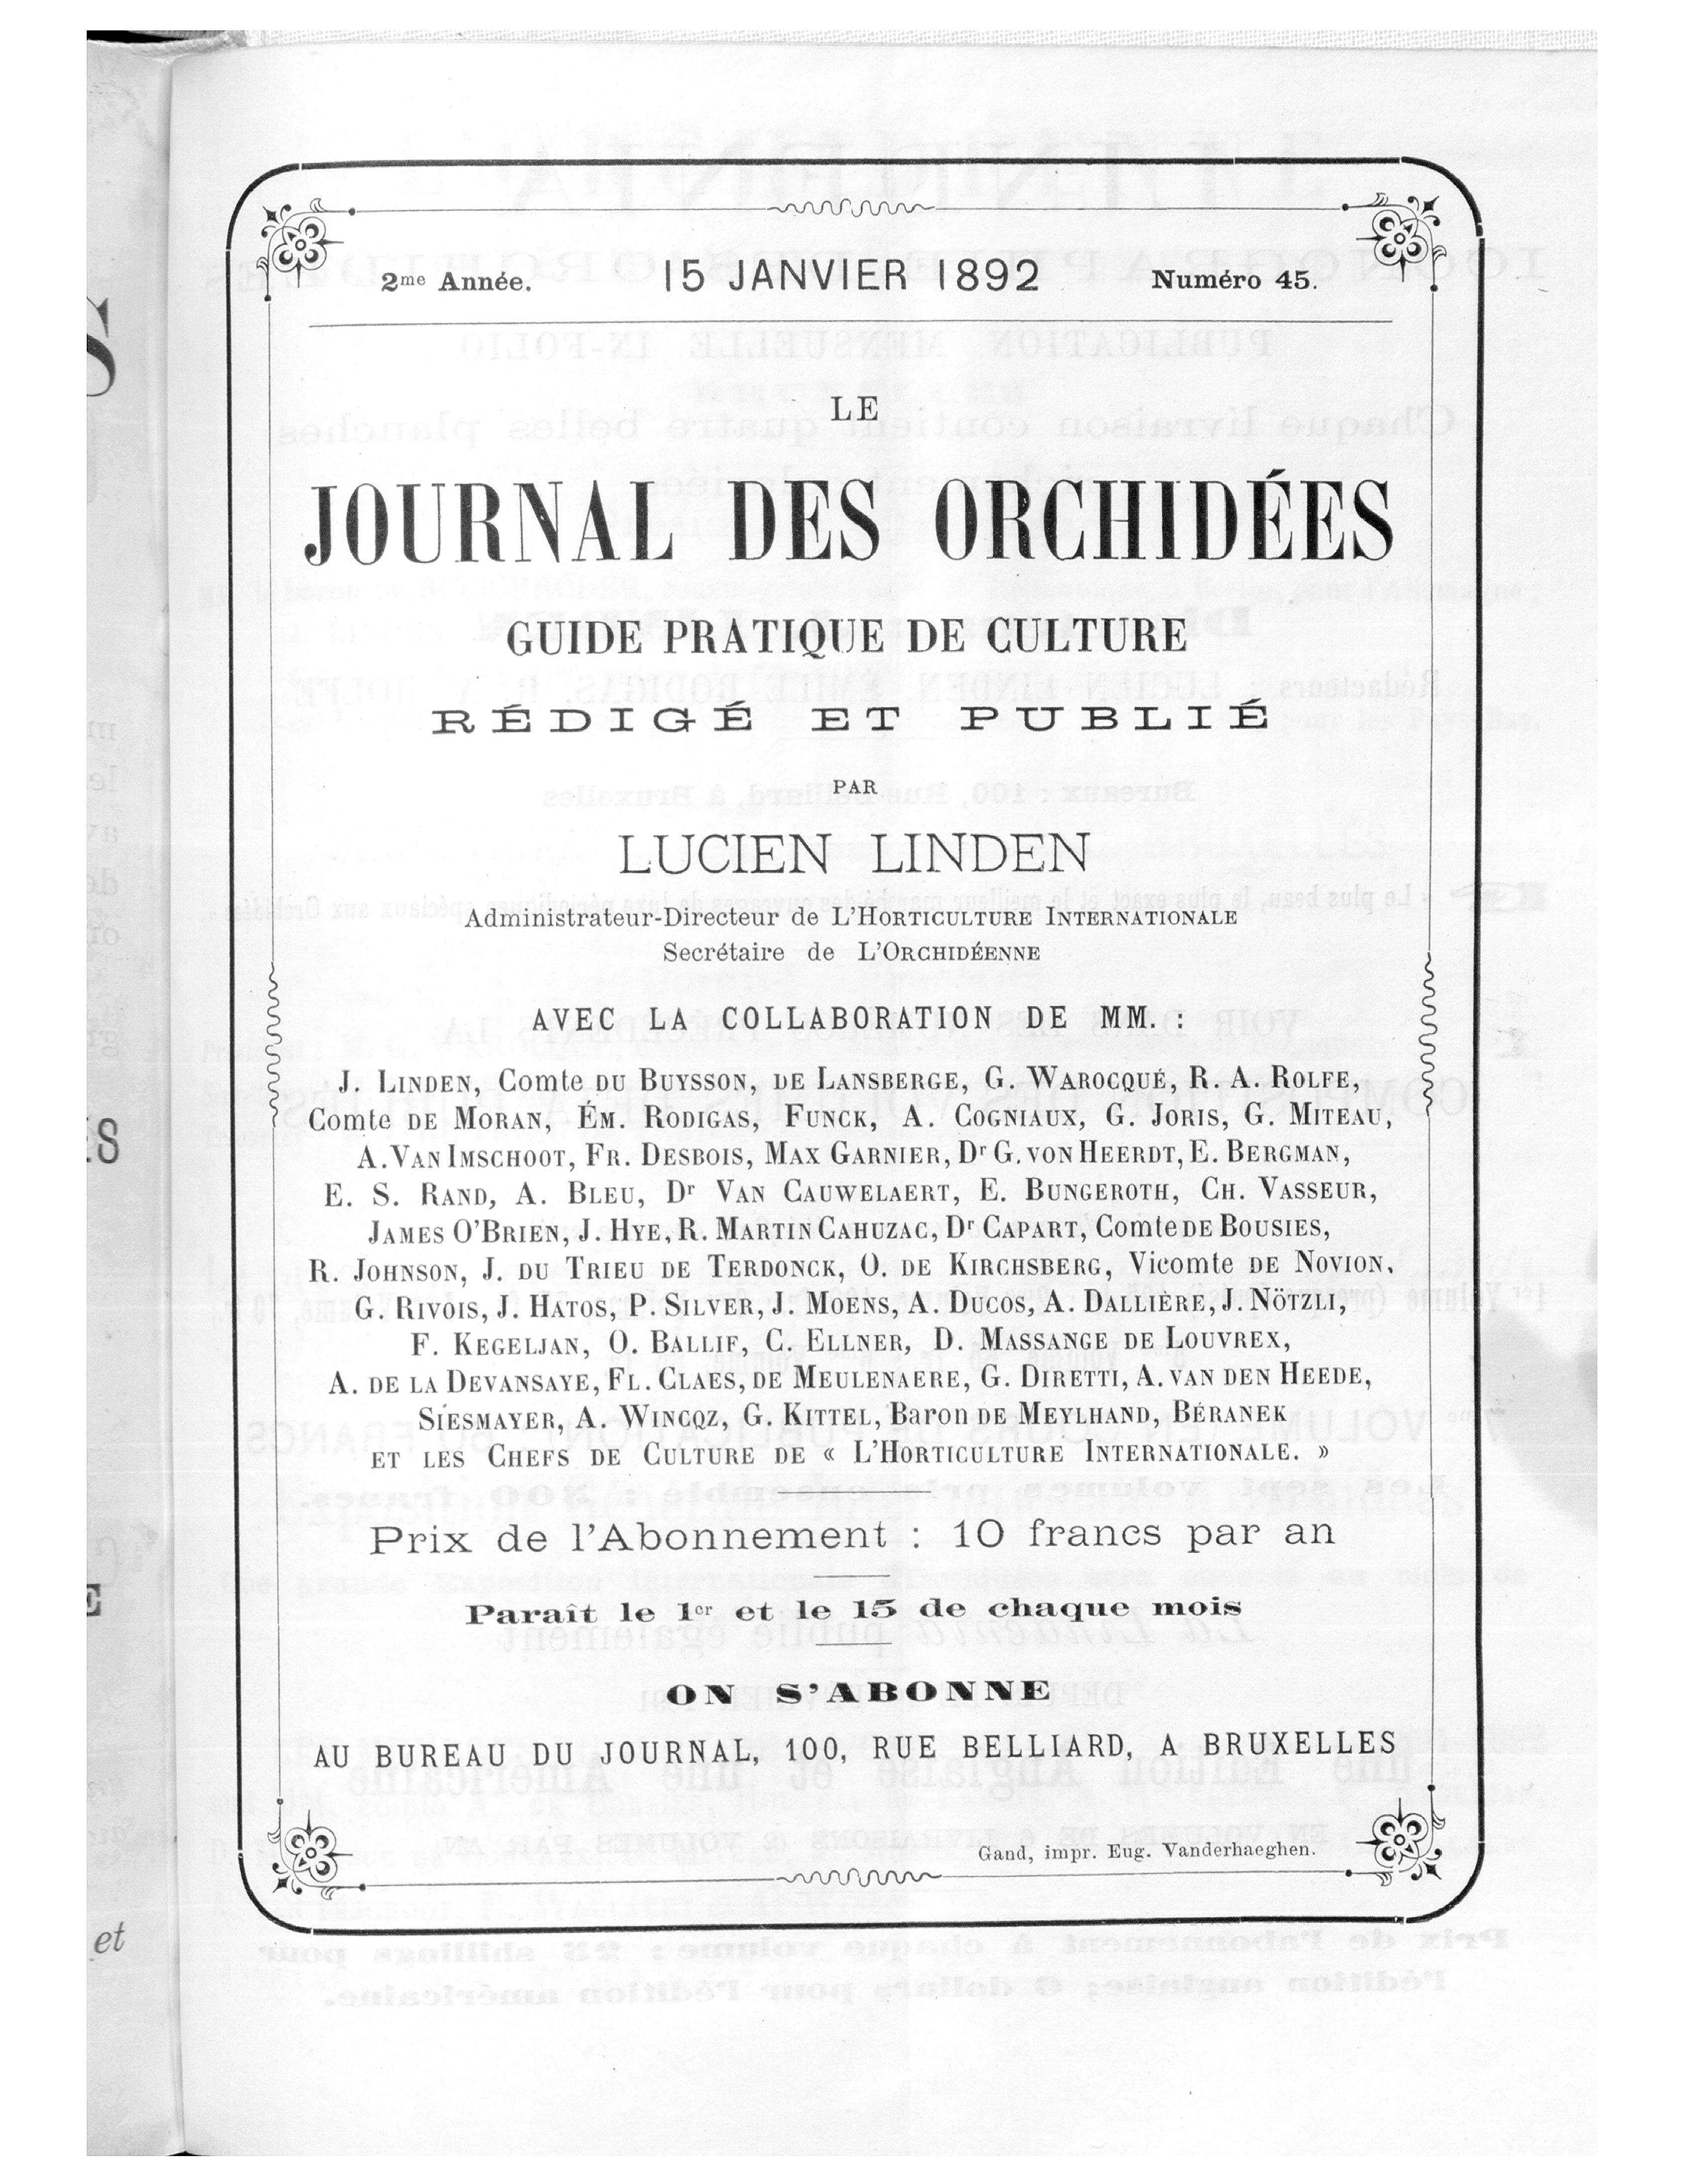 2me Année.
15 JANVIER 1892
Numéro 45.
LE
JOURNAL DES ORCHIDÉES
GUIDE PRATIQUE DE CULTURE
RÉDIGÉ ET PUBLIÉ
PAR
LUCIEN LINDEN
Administrateur-Directeur de L'HORTICULTURE INTERNATIONALE
Secrétaire de L'ORCHIDÉENNE
AVEC LA COLLABORATION DE MM. :
J. LINDEN, Comte DU BUYSSON, DE LANSBERGE, G. WAROCQUÉ, R. A. ROLFE,
Comte DE MORAN, ÉM. RODIGAS, FUNCK, A. COGNIAUX, G. JORIS, G. MITEAU,
A. VAN IMSCHOOT, FR. DESBOIS, MAX GARNIER, Dr G. VON HEERDT, E. BERGMAN,
E. S. RAND, A. BLEU, Dr VAN CAUWELAERT, E. BUNGEROTH, CH. VASSEUR,
JAMES O'BRIEN, J. HYE, R. MARTIN CAHUZAC, Dr CAPART, Comte DE BOUSIES,
R. JOHNSON, J. DU TRIEU DE TERDONCK, O. DE KIRCHSBERG, Vicomte DE NOVION,
G. RIVOIS, J. HATOS, P. SILVER, J. MOENS, A. DUCOS, A. DALLIÈRE, J. NÖTZLI,
F. KEGELJAN, O. BALLIF, C. ELLNER, D. MASSANGE DE LOUVREX,
A. DE LA DEVANSAYE, FL. CLAES, DE MEULENAERE, G. DIRETTI, A. VAN DEN HEEDE,
SIESMAYER, A. WINCQZ, G. KITTEL, Baron DE MEYLHAND, BÉRANEK
ET LES CHEFS DE CULTURE DE « L'HORTICULTURE INTERNATIONALE. »
Prix de l'Abonnement : 10 francs par an
Paraît le 1er et le 15 de chaque mois
ON S'ABONNE
AU BUREAU DU JOURNAL, 100, RUE BELLIARD, A BRUXELLES
Gand, impr. Eug. Vanderhaeghen.
et